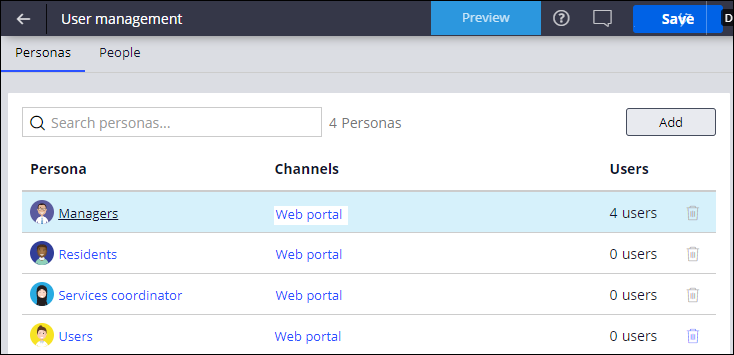 User management Preview Save D
Personas People
Search personas... 4 Personas Add
Persona Channels Users
Managers Web portal 4 users
Residents Web portal 0 users
Services coordinator Web portal 0 users
Users Web portal 0 users